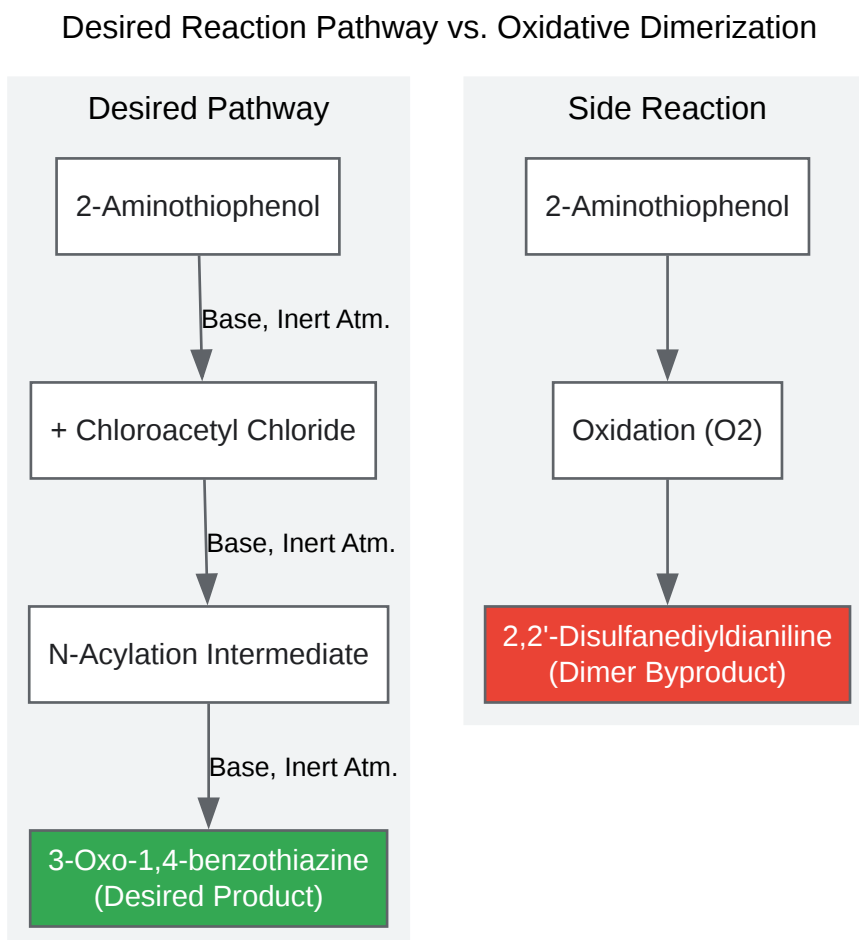 Desired Reaction Pathway vs. Oxidative Dimerization
Desired Pathway
2-Aminothiophenol
Base, Inert Atm.
+ Chloroacetyl Chloride
Base, Inert Atm.
N-Acylation Intermediate
Base, Inert Atm.
3-Oxo-1,4-benzothiazine
(Desired Product)
Side Reaction
2-Aminothiophenol
Oxidation (O2)
2,2'-Disulfanediyldianiline
(Dimer Byproduct)